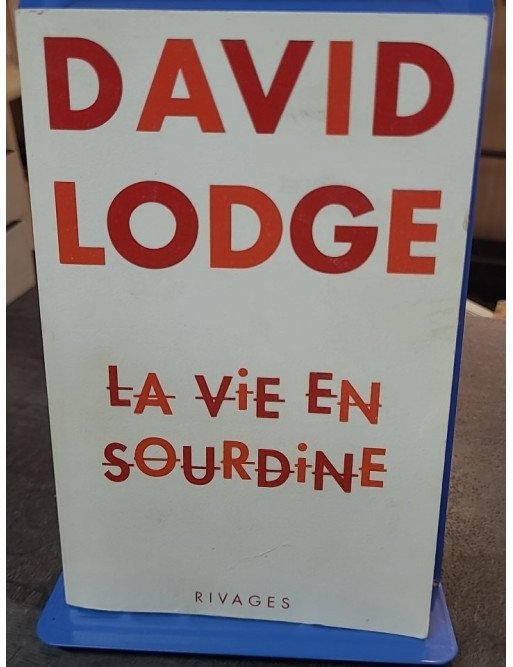 DAVID
LODGE
LA ViE EN
SOURDiNE
RIVAGES